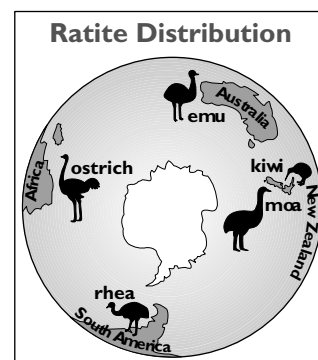 Ratite Distribution
Australia
emu
Africa
ostrich
kiwi
moa
New Zealand
rhea
South America